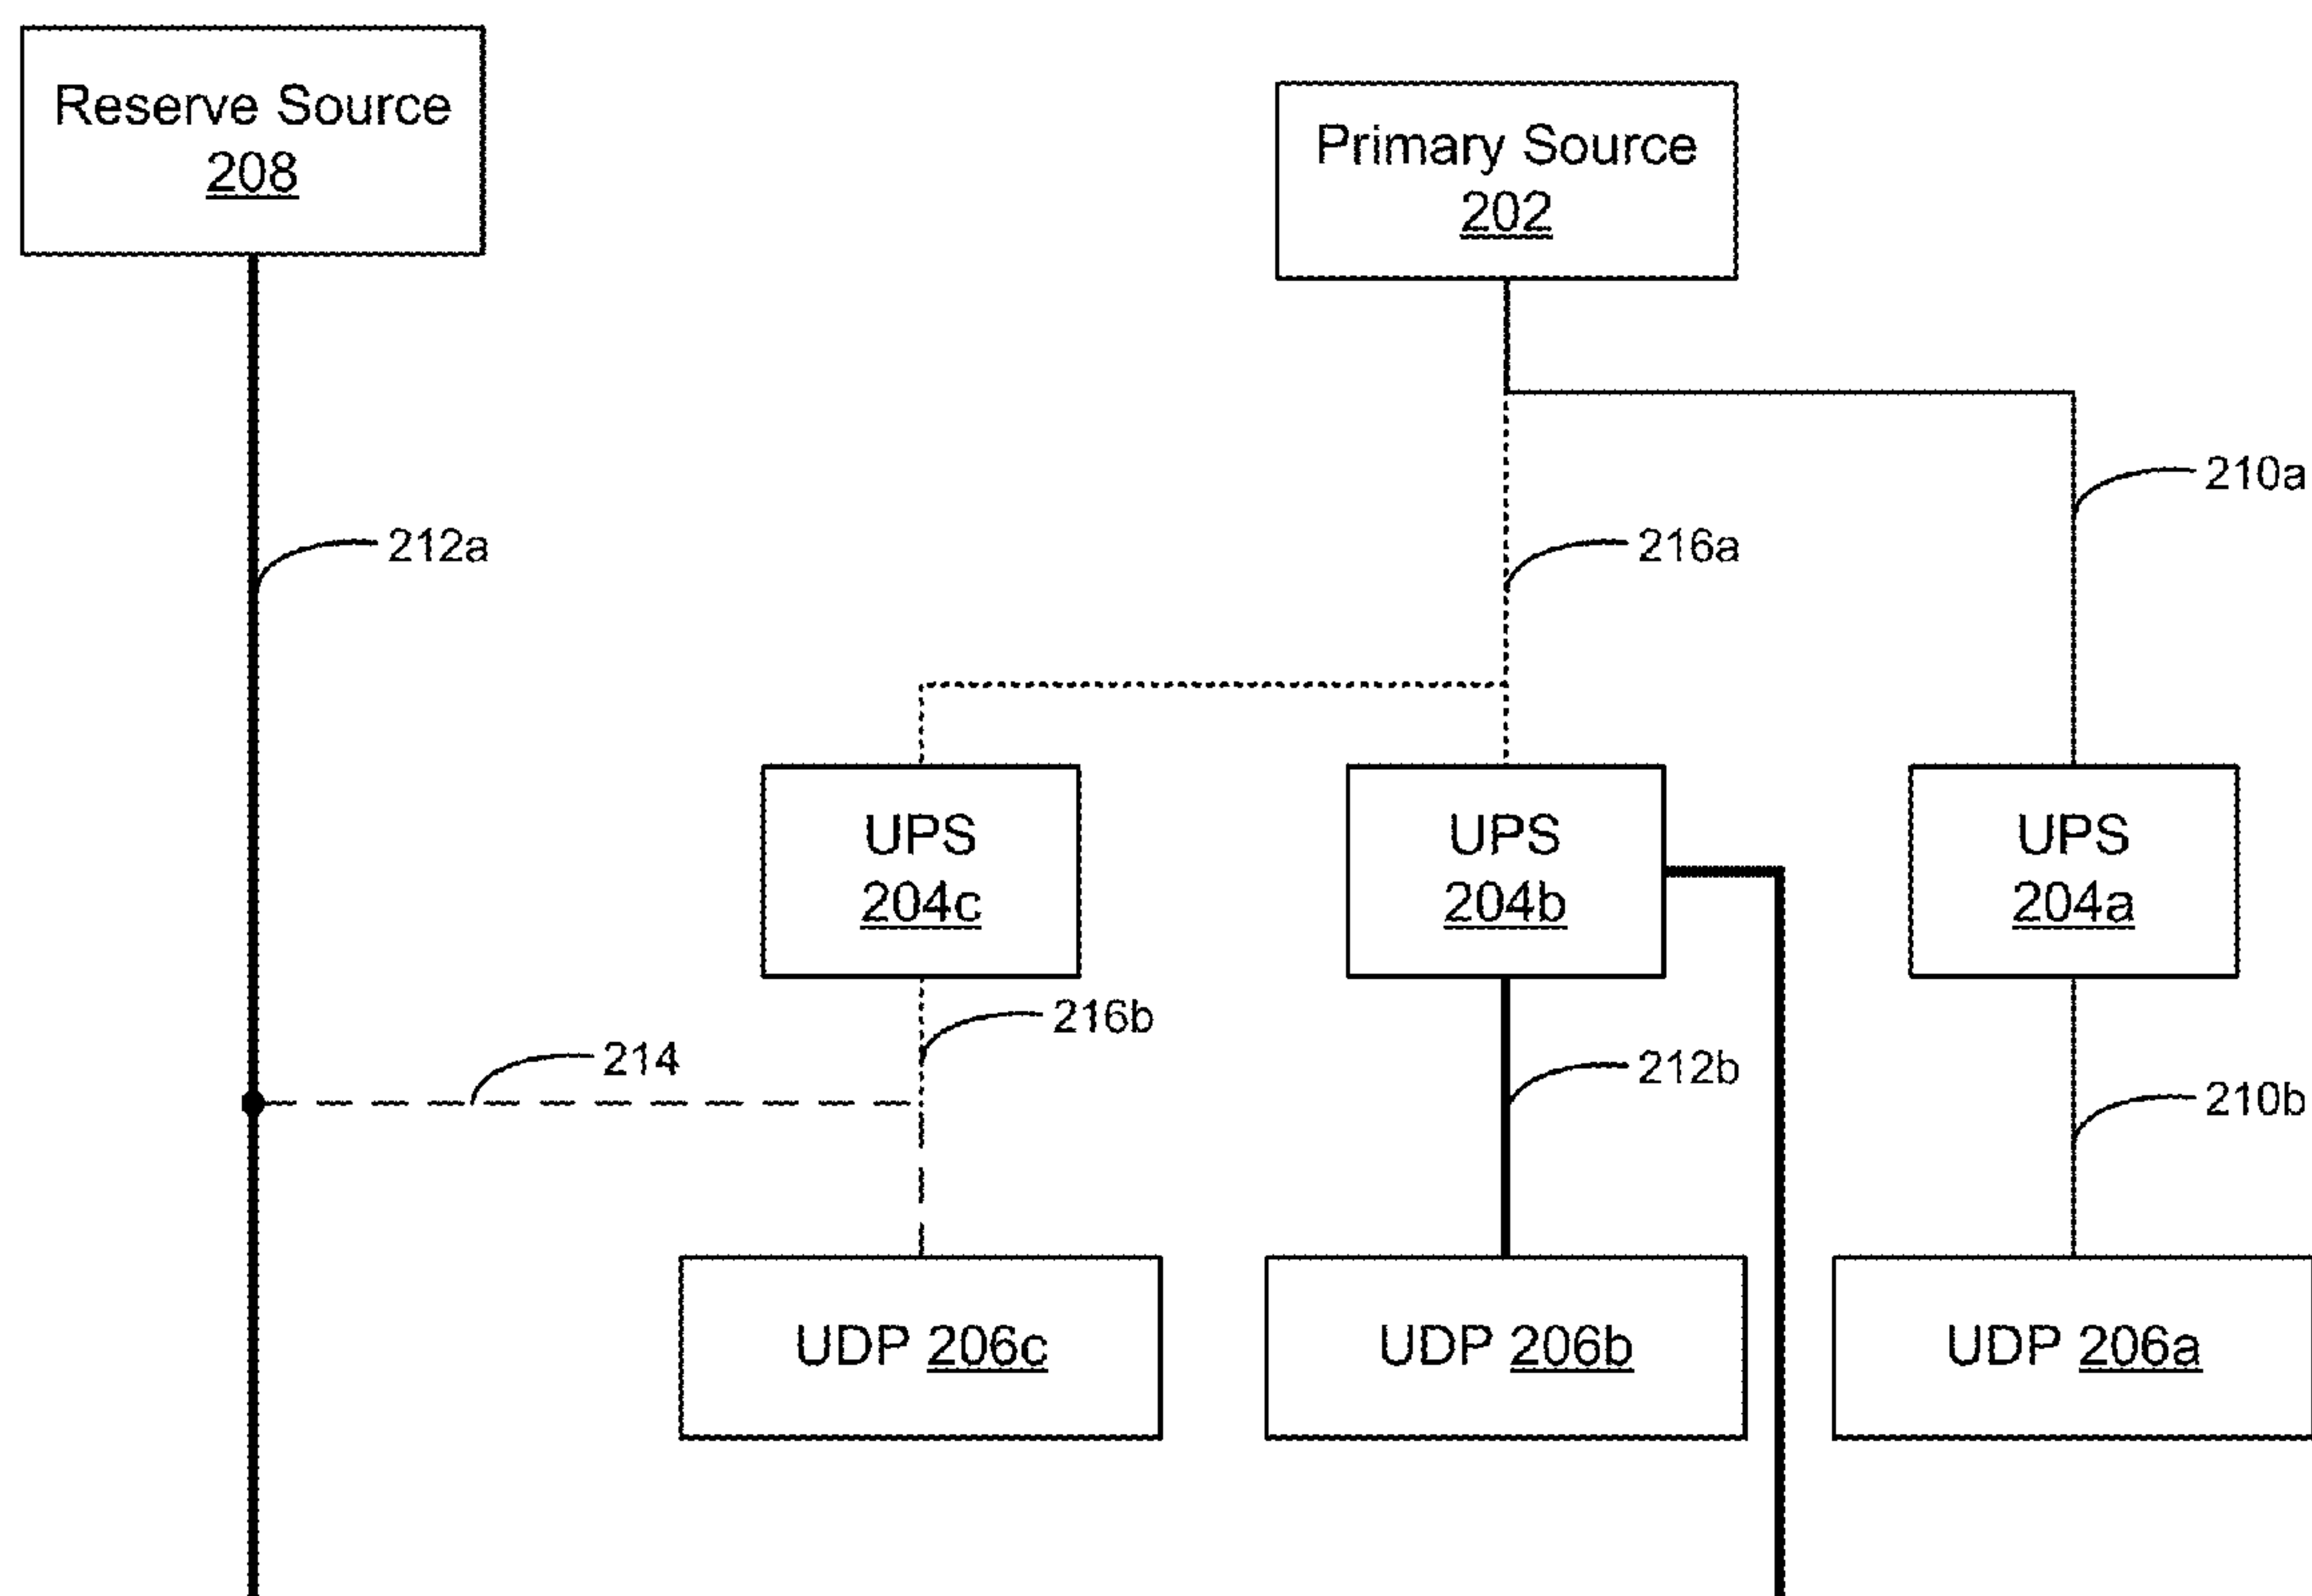 Reserve Source
208
Primary Source
202
210a
212a
216a
UPS
204c
UPS
204b
UPS
204a
216b
214
212b
210b
UDP 206c
UDP 206b
UDP 206a